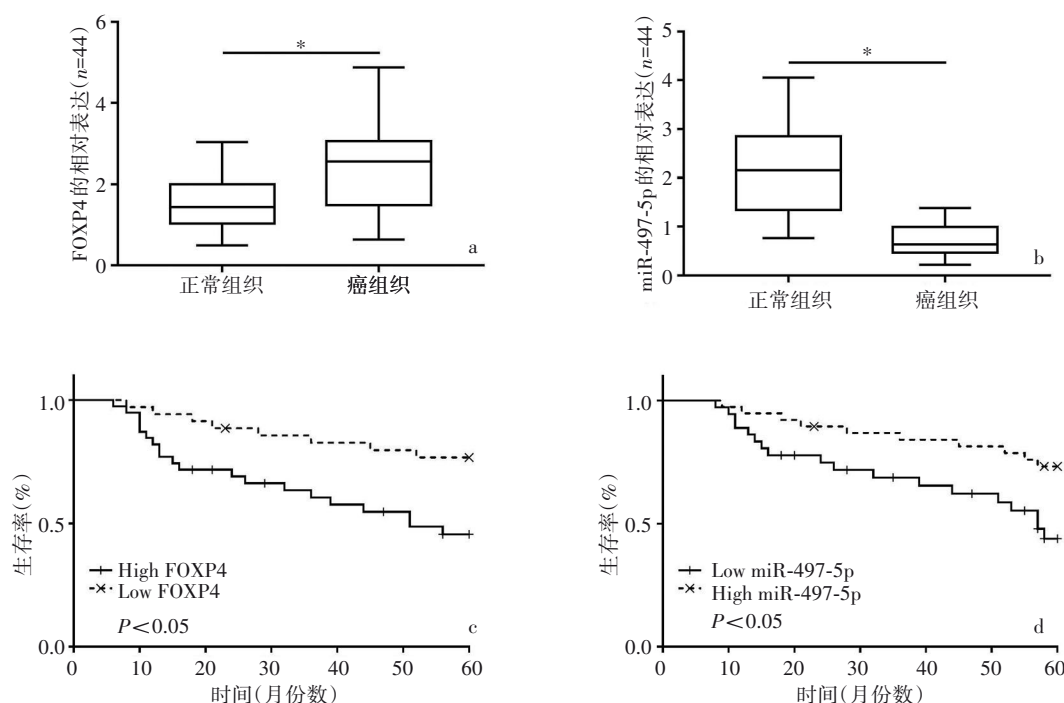 FOXP4的相对表达(n=44)
6
4
2
0
*
正常组织
癌组织
a
miR-497-5p的相对表达(n=44)
5
4
3
2
1
0
*
正常组织
癌组织
b
生存率(%)
1.0
0.5
0.0
High FOXP4
Low FOXP4
P<0.05
c
0 10 20 30 40 50 60
时间(月份数)
生存率(%)
1.0
0.5
0.0
Low miR-497-5p
High miR-497-5p
P<0.05
d
0 10 20 30 40 50 60
时间(月份数)